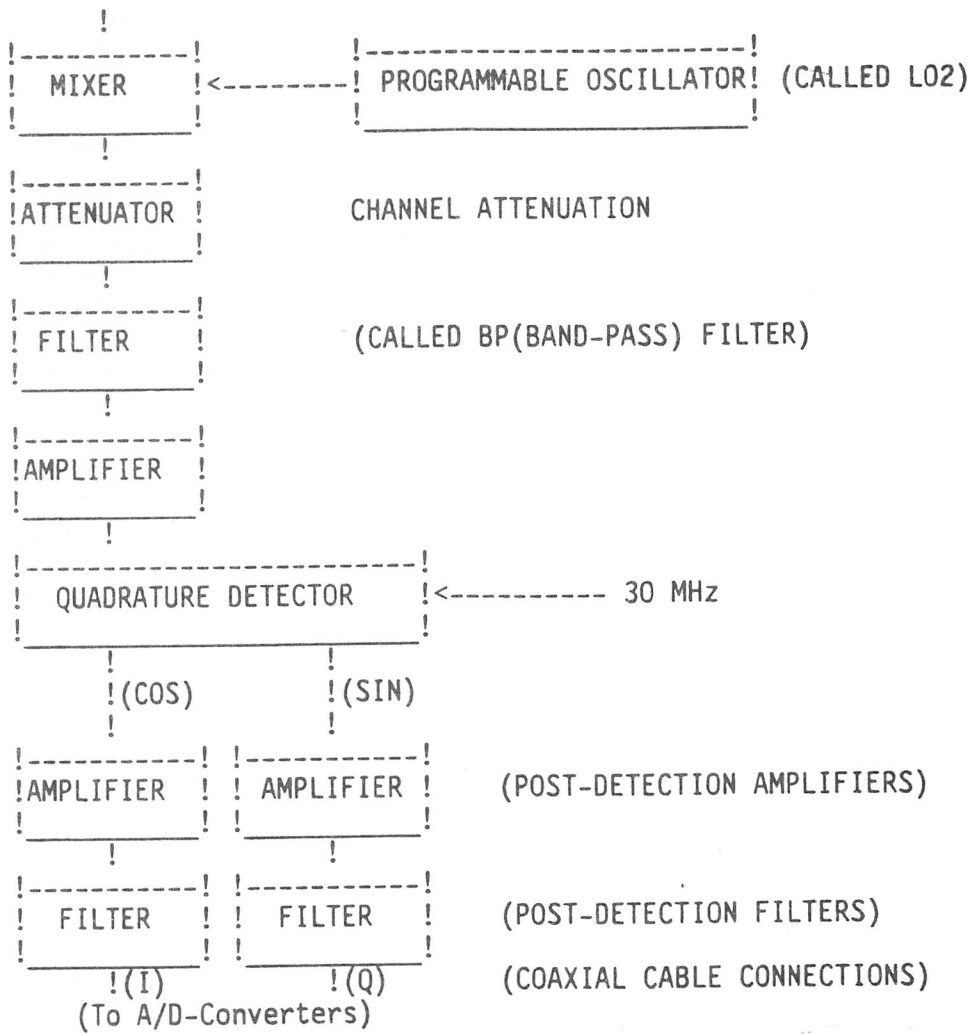 MIXER <-------- PROGRAMMABLE OSCILLATOR (CALLED LO2)
ATTENUATOR CHANNEL ATTENUATION
FILTER (CALLED BP(BAND-PASS) FILTER)
AMPLIFIER
QUADRATURE DETECTOR <---------- 30 MHz
(COS) (SIN)
AMPLIFIER AMPLIFIER (POST-DETECTION AMPLIFIERS)
FILTER FILTER (POST-DETECTION FILTERS)
(I) (Q) (COAXIAL CABLE CONNECTIONS)
(To A/D-Converters)